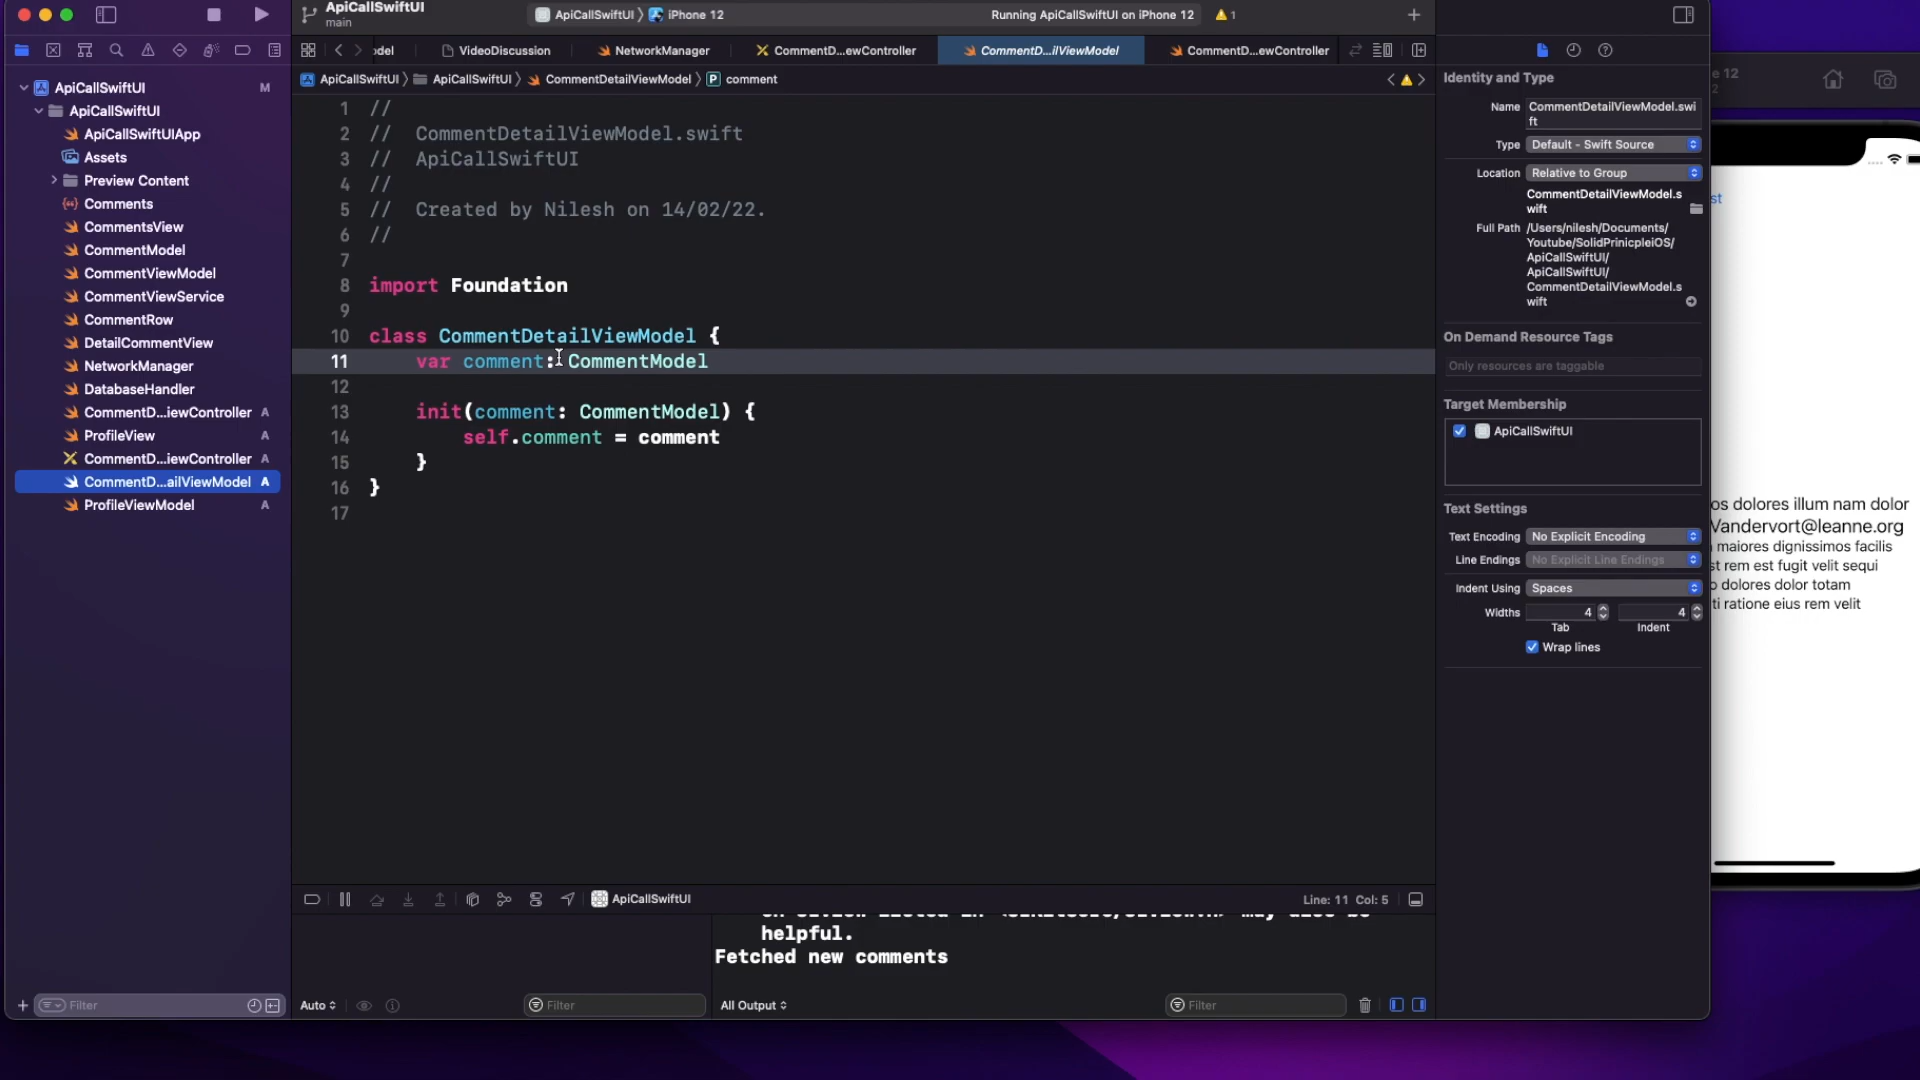 ApiCallSwiftUI
main
ApiCallSwiftUI
iPhone 12
Running ApiCallSwiftUI on iPhone 12
1
VideoDiscussion
NetworkManager
CommentD...ewController
CommentD...ilViewModel
CommentD...ewController
ApiCallSwiftUI
ApiCallSwiftUI
CommentDetailViewModel
P comment
ApiCallSwiftUI M
ApiCallSwiftUI
ApiCallSwiftUIApp
Assets
Preview Content
Comments
CommentsView
CommentModel
CommentViewModel
CommentViewService
CommentRow
DetailCommentView
NetworkManager
DatabaseHandler
CommentD...iewController A
ProfileView A
CommentD...iewController A
CommentD...ailViewModel A
ProfileViewModel A
Filter
1 //
2 // CommentDetailViewModel.swift
3 // ApiCallSwiftUI
4 //
5 // Created by Nilesh on 14/02/22.
6 //
7
8 import Foundation
9
10 class CommentDetailViewModel {
11 var comment: CommentModel
12
13 init(comment: CommentModel) {
14 self.comment = comment
15 }
16 }
17
ApiCallSwiftUI
Line: 11 Col: 5
helpful.
Fetched new comments
Auto
Filter
All Output
Filter
Identity and Type
Name CommentDetailViewModel.swi
ft
Type Default - Swift Source
Location Relative to Group
CommentDetailViewModel.s
wift
Full Path /Users/nilesh/Documents/
Youtube/SolidPrinicpleiOS/
ApiCallSwiftUI/
ApiCallSwiftUI/
CommentDetailViewModel.s
wift
On Demand Resource Tags
Only resources are taggable
Target Membership
ApiCallSwiftUI
Text Settings
Text Encoding No Explicit Encoding
Line Endings No Explicit Line Endings
Indent Using Spaces
Widths 4 4
Tab Indent
Wrap lines
e 12
2
st
os dolores illum nam dolor
Vandervort@leanne.org
maiores dignissimos facilis
st rem est fugit velit sequi
dolores dolor totam
ti ratione eius rem velit